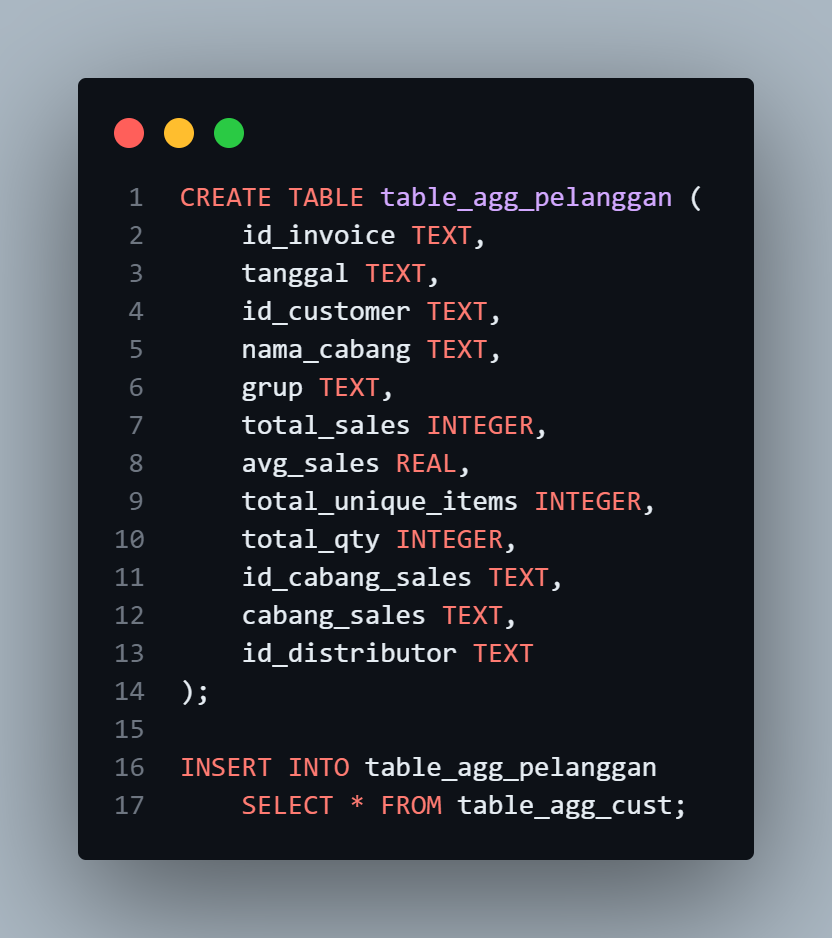 1 CREATE TABLE table_agg_pelanggan (
2     id_invoice TEXT,
3     tanggal TEXT,
4     id_customer TEXT,
5     nama_cabang TEXT,
6     grup TEXT,
7     total_sales INTEGER,
8     avg_sales REAL,
9     total_unique_items INTEGER,
10     total_qty INTEGER,
11     id_cabang_sales TEXT,
12     cabang_sales TEXT,
13     id_distributor TEXT
14 );
15
16 INSERT INTO table_agg_pelanggan
17     SELECT * FROM table_agg_cust;